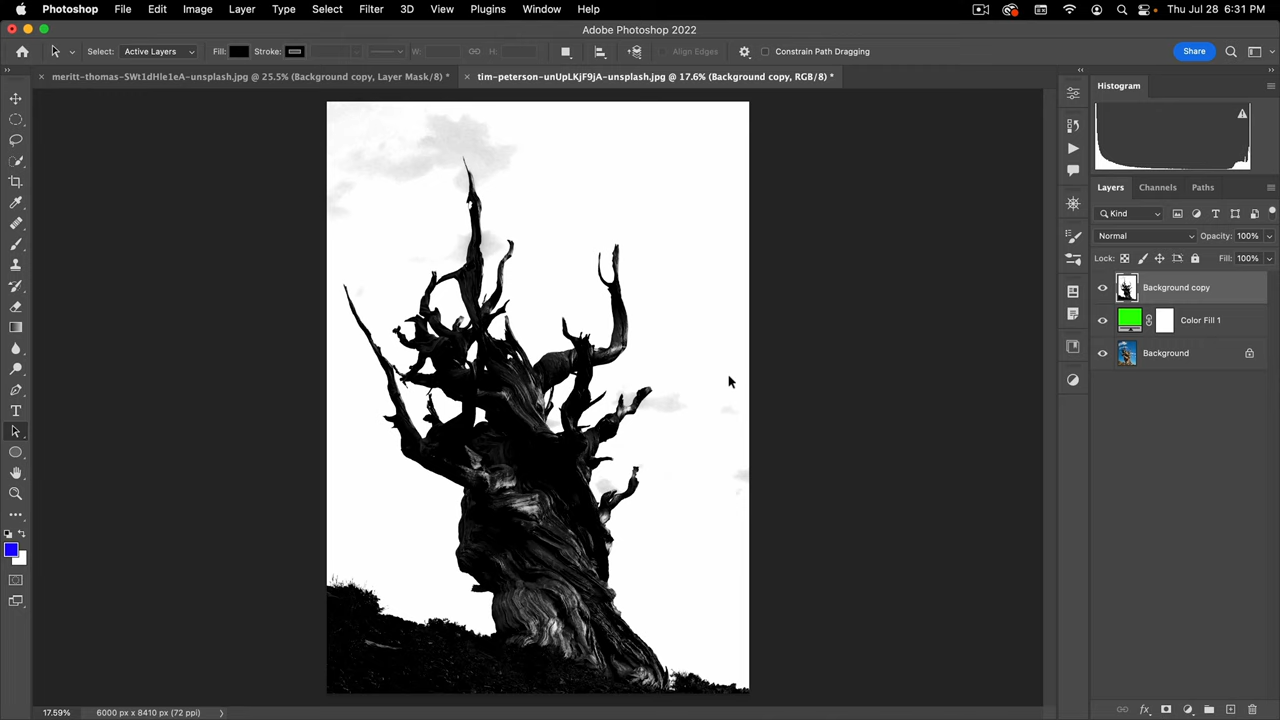 Photoshop File Edit Image Layer Type Select Filter 3D View Plugins Window Help Thu Jul 28 6:31 PM
Adobe Photoshop 2022
Select: Active Layers Fill: Stroke: W: H: Align Edges Constrain Path Dragging Share
meritt-thomas-SWt1dHle1eA-unsplash.jpg @ 25.5% (Background copy, Layer Mask/8) *
tim-peterson-unUpLKjF9jA-unsplash.jpg @ 17.6% (Background copy, RGB/8) *
Histogram
Layers Channels Paths
Kind
Normal Opacity: 100%
Lock: Fill: 100%
Background copy
Color Fill 1
Background
17.59% 6000 px x 8410 px (72 ppi)